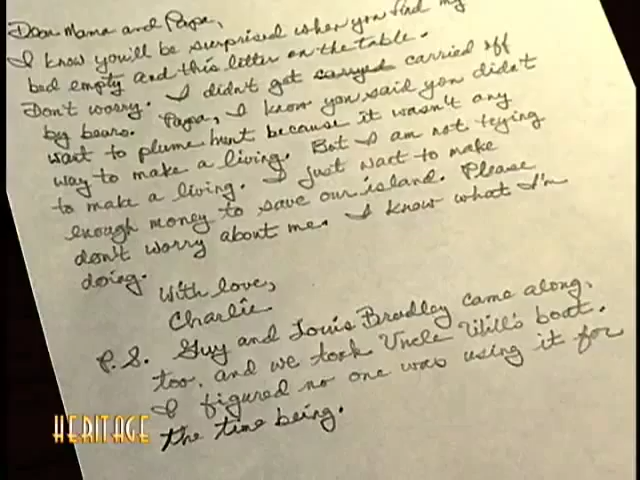 Dear Mama and Papa,
I know you'll be surprised when you find my
bed empty and this letter on the table.
Don't worry. I didn't get carryed carried off
by bears. Papa, I know you said you didn't
want to plume hunt because it wasn't any
way to make a living. But I am not trying
to make a living. I just want to make
enough money to save our island. Please
don't worry about me. I know what I'm
doing.
With love,
Charlie
P.S. Guy and Louis Bradley came along,
too, and we took Uncle Will's boat.
I figured no one was using it for
the time being.
HERITAGE